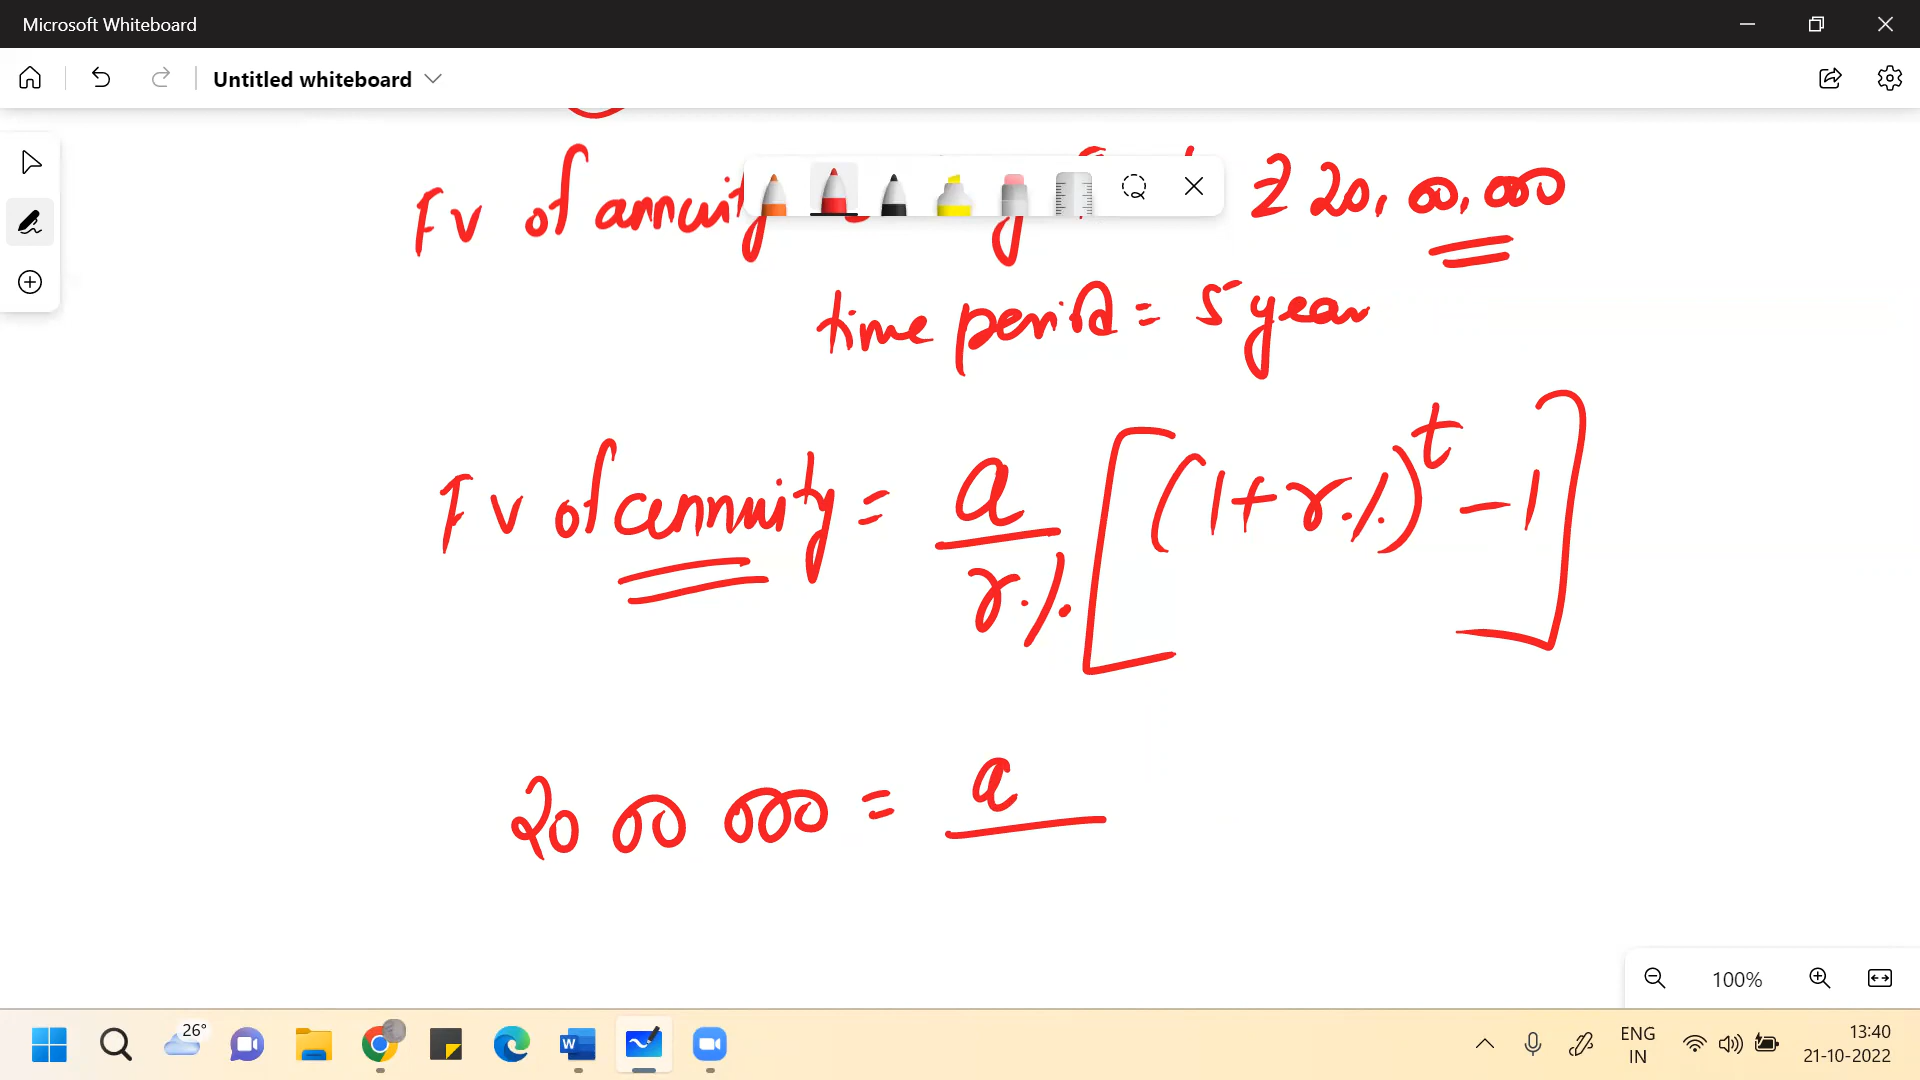 Microsoft Whiteboard
Untitled whiteboard
FV of annuity ₹ 20,00,000
time period = 5 year
FV of annuity = a / r% [(1+r%)^t - 1]
20 00 000 = a
100%
26°
ENG
IN
13:40
21-10-2022